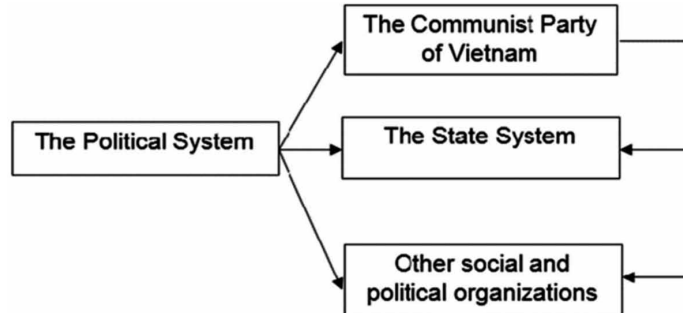 The Communist Party
of Vietnam
The Political System
The State System
Other social and
political organizations